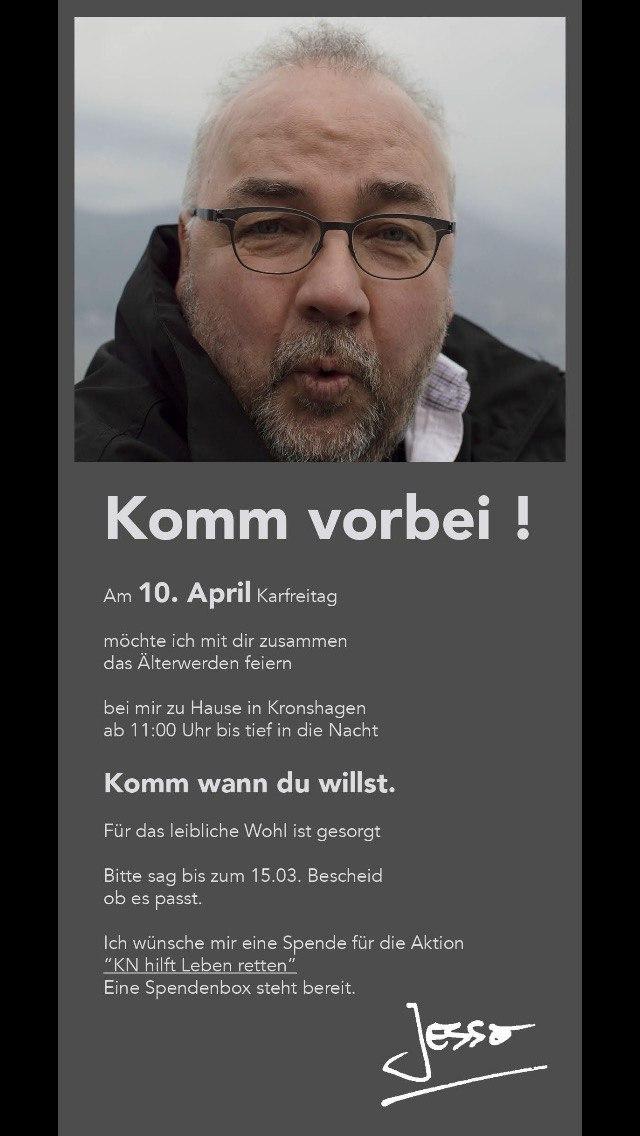 Komm vorbei !
Am 10. April Karfreitag
möchte ich mit dir zusammen
das Älterwerden feiern
bei mir zu Hause in Kronshagen
ab 11:00 Uhr bis tief in die Nacht
Komm wann du willst.
Für das leibliche Wohl ist gesorgt
Bitte sag bis zum 15.03. Bescheid
ob es passt.
Ich wünsche mir eine Spende für die Aktion
"KN hilft Leben retten"
Eine Spendenbox steht bereit.
Jesso